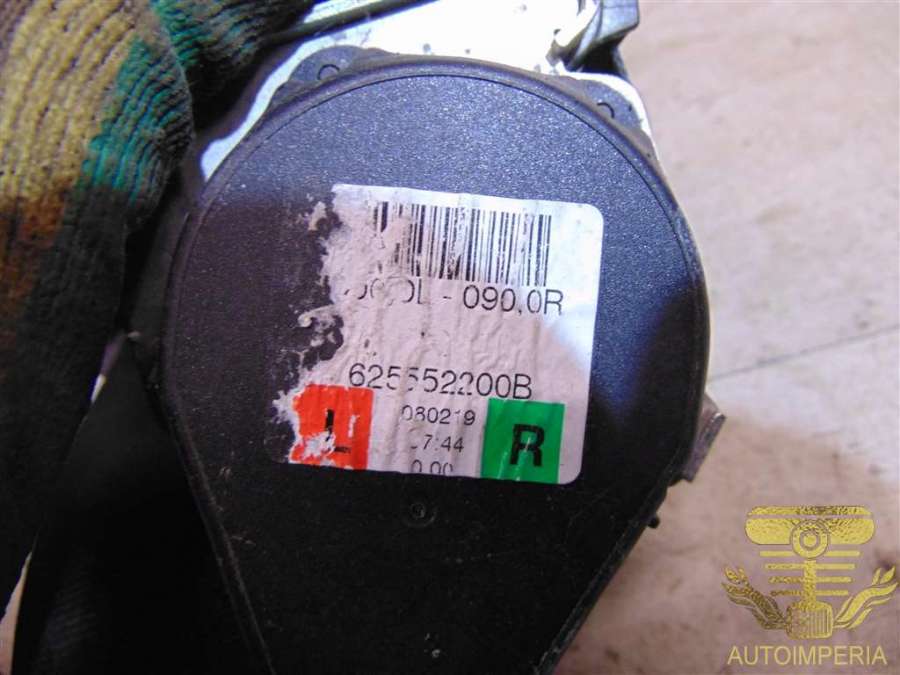 - 090,0R
625552200B
L
080219
R
7:44
0.00
AUTOIMPERIA